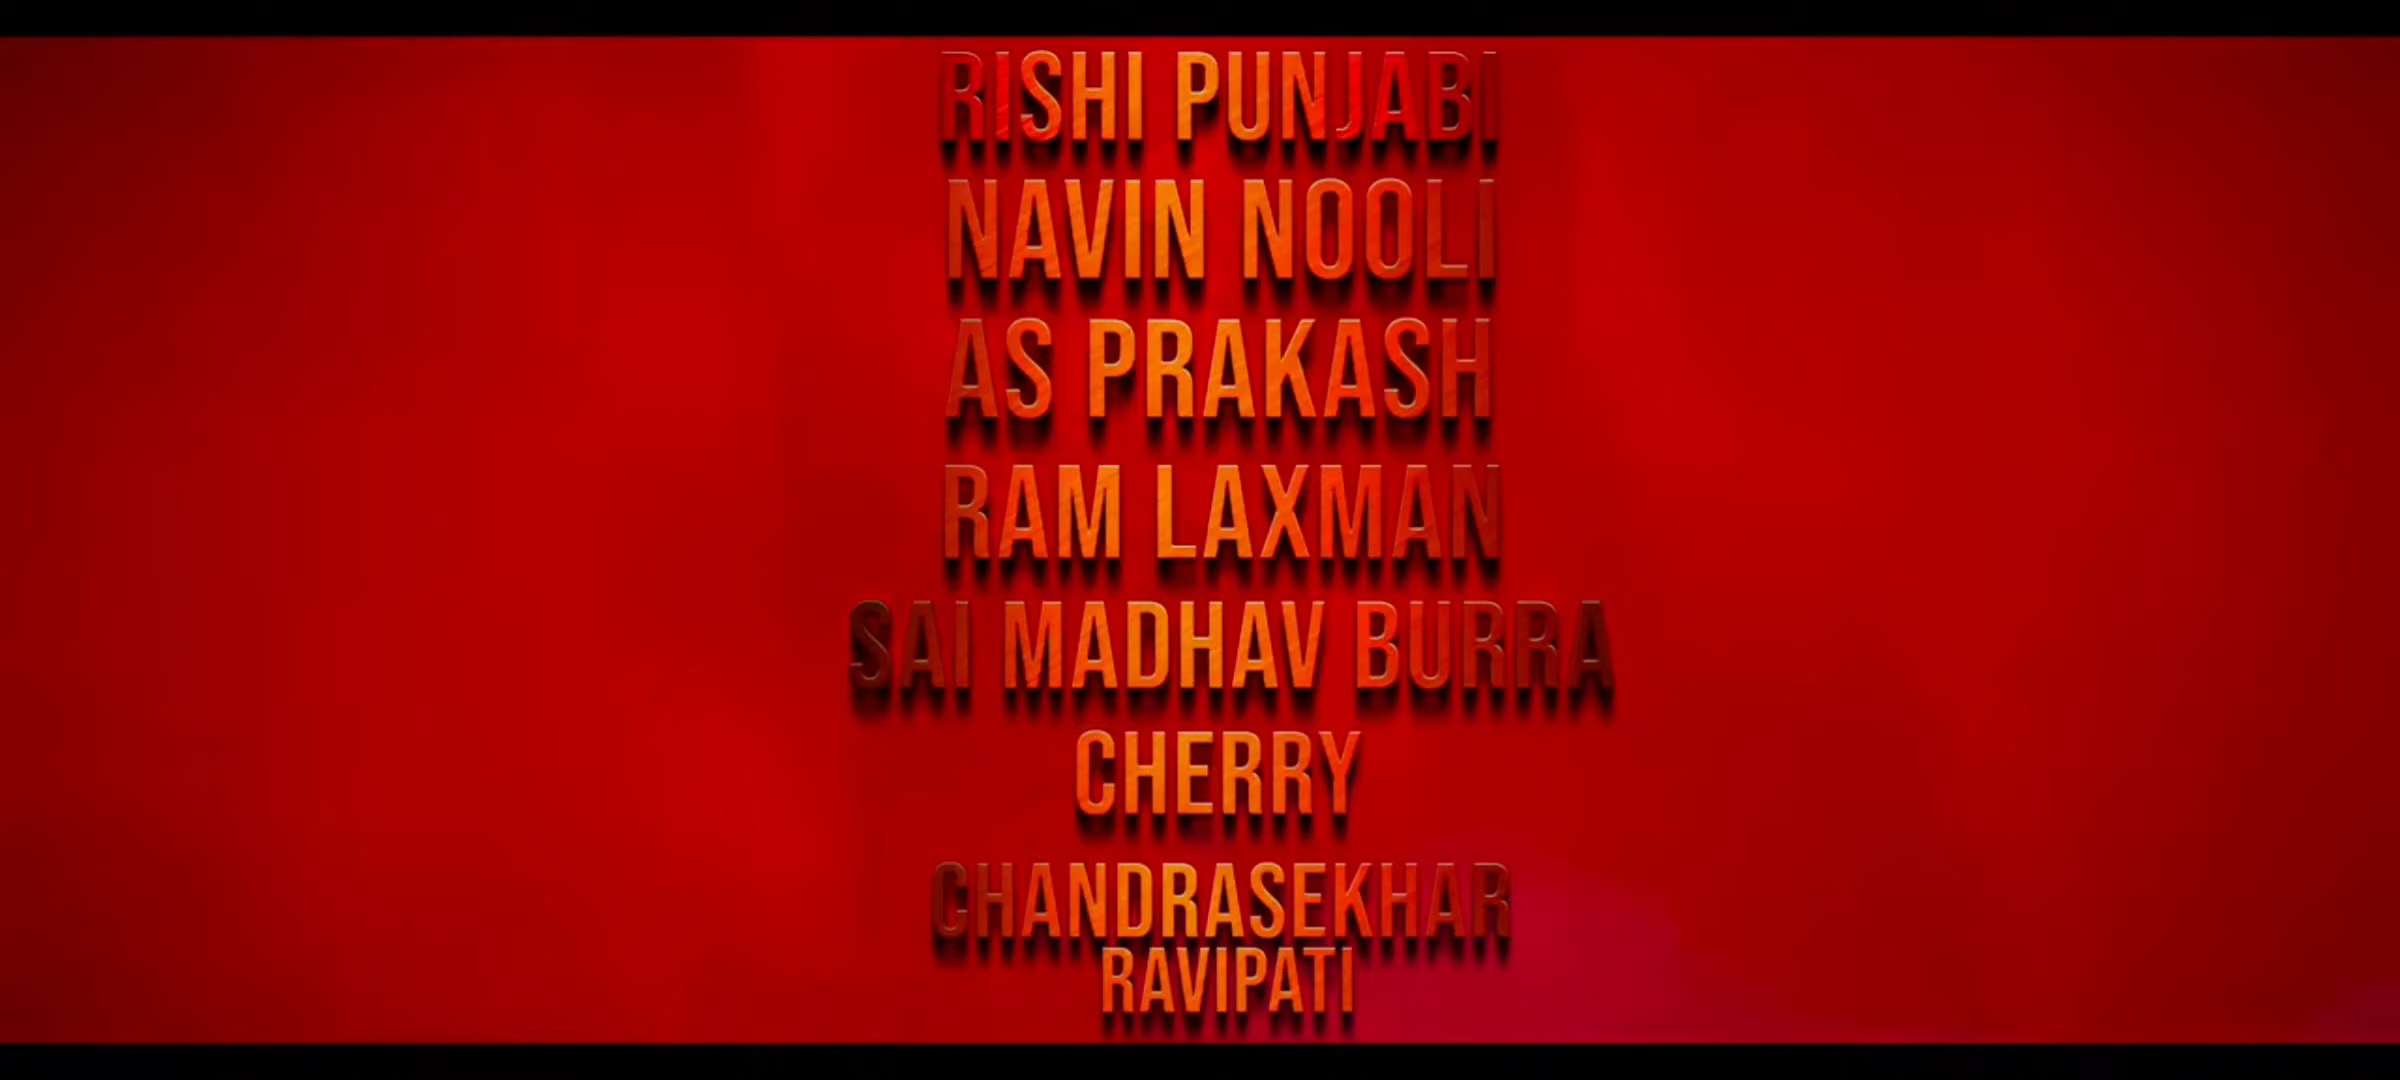 RISHI PUNJABI
NAVIN NOOLI
AS PRAKASH
RAM LAXMAN
SAI MADHAV BURRA
CHERRY
CHANDRASEKHAR
RAVIPATI